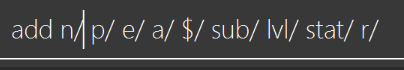 add n/ p/ e/ a/ $/ sub/ lvl/ stat/ r/